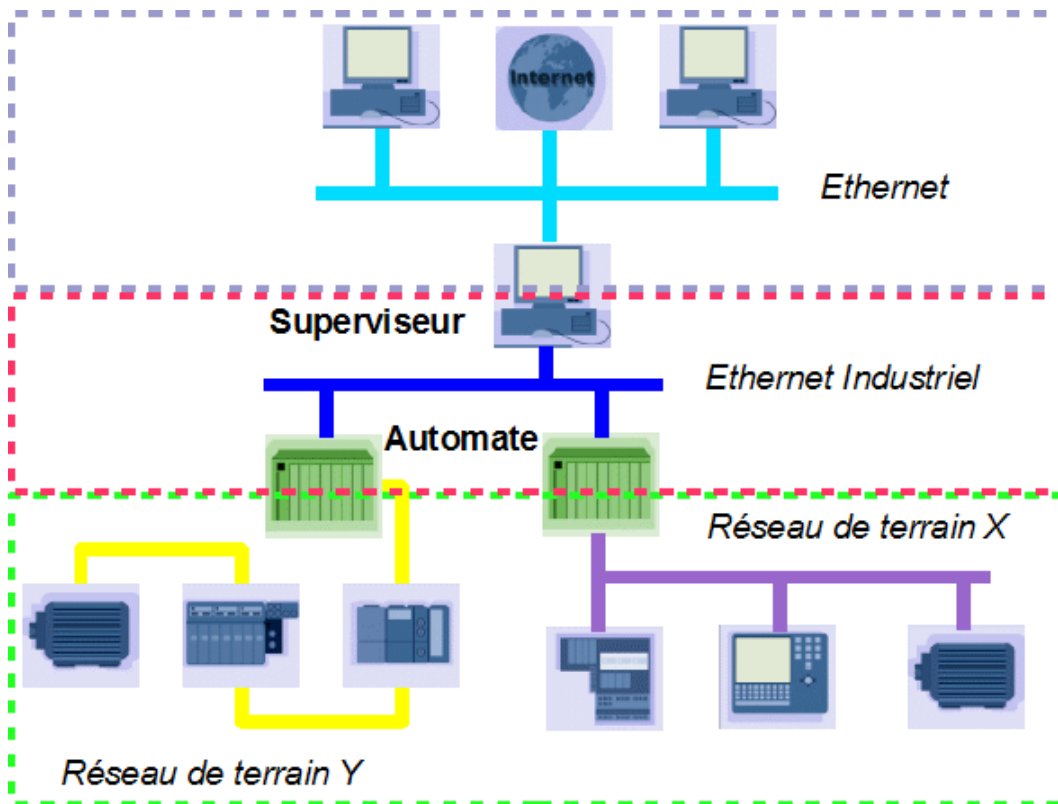 Internet
Ethernet
Superviseur
Ethernet Industriel
Automate
Réseau de terrain X
Réseau de terrain Y